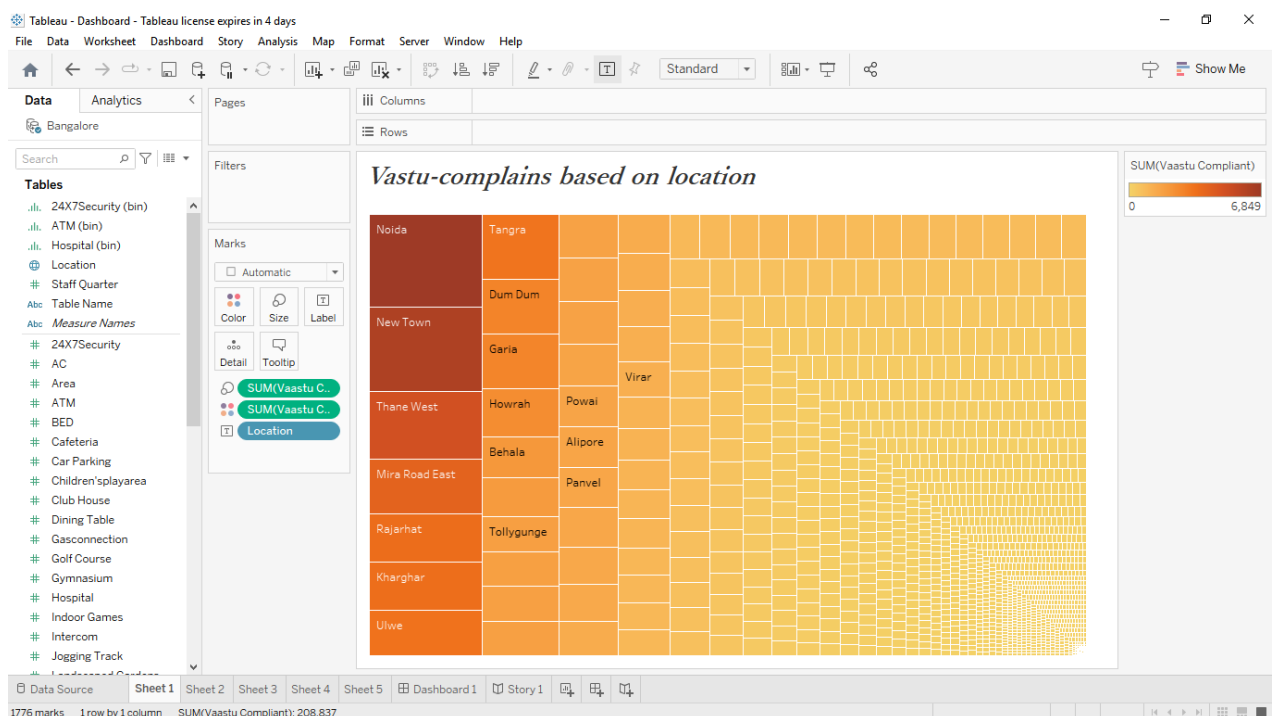 Tableau - Dashboard - Tableau license expires in 4 days
File Data Worksheet Dashboard Story Analysis Map Format Server Window Help
Standard
Show Me
Data Analytics
Bangalore
Search
Tables
24X7Security (bin)
ATM (bin)
Hospital (bin)
Location
Staff Quarter
Abc Table Name
Abc Measure Names
24X7Security
AC
Area
ATM
BED
Cafeteria
Car Parking
Children'splayarea
Club House
Dining Table
Gasconnection
Golf Course
Gymnasium
Hospital
Indoor Games
Intercom
Jogging Track
Landscaped Gardens
Pages
Filters
Marks
Automatic
Color Size Label
Detail Tooltip
SUM(Vaastu C..
SUM(Vaastu C..
Location
Columns
Rows
Vastu-complains based on location
Noida
New Town
Thane West
Mira Road East
Rajarhat
Kharghar
Ulwe
Tangra
Dum Dum
Garia
Howrah
Behala
Tollygunge
Powai
Alipore
Panvel
Virar
SUM(Vaastu Compliant)
0 6,849
Data Source Sheet 1 Sheet 2 Sheet 3 Sheet 4 Sheet 5 Dashboard 1 Story 1
1776 marks 1 row by 1 column SUM(Vaastu Compliant): 208,837